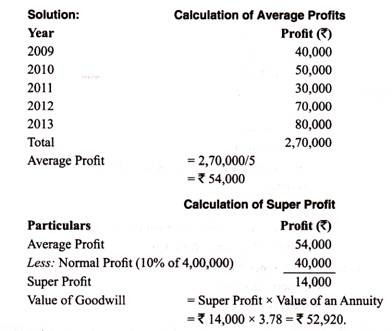 Solution: Calculation of Average Profits
Year Profit (₹)
2009 40,000
2010 50,000
2011 30,000
2012 70,000
2013 80,000
Total 2,70,000
Average Profit = 2,70,000/5
= ₹ 54,000
Calculation of Super Profit
Particulars Profit (₹)
Average Profit 54,000
Less: Normal Profit (10% of 4,00,000) 40,000
Super Profit 14,000
Value of Goodwill = Super Profit × Value of an Annuity
= ₹ 14,000 × 3.78 = ₹ 52,920.